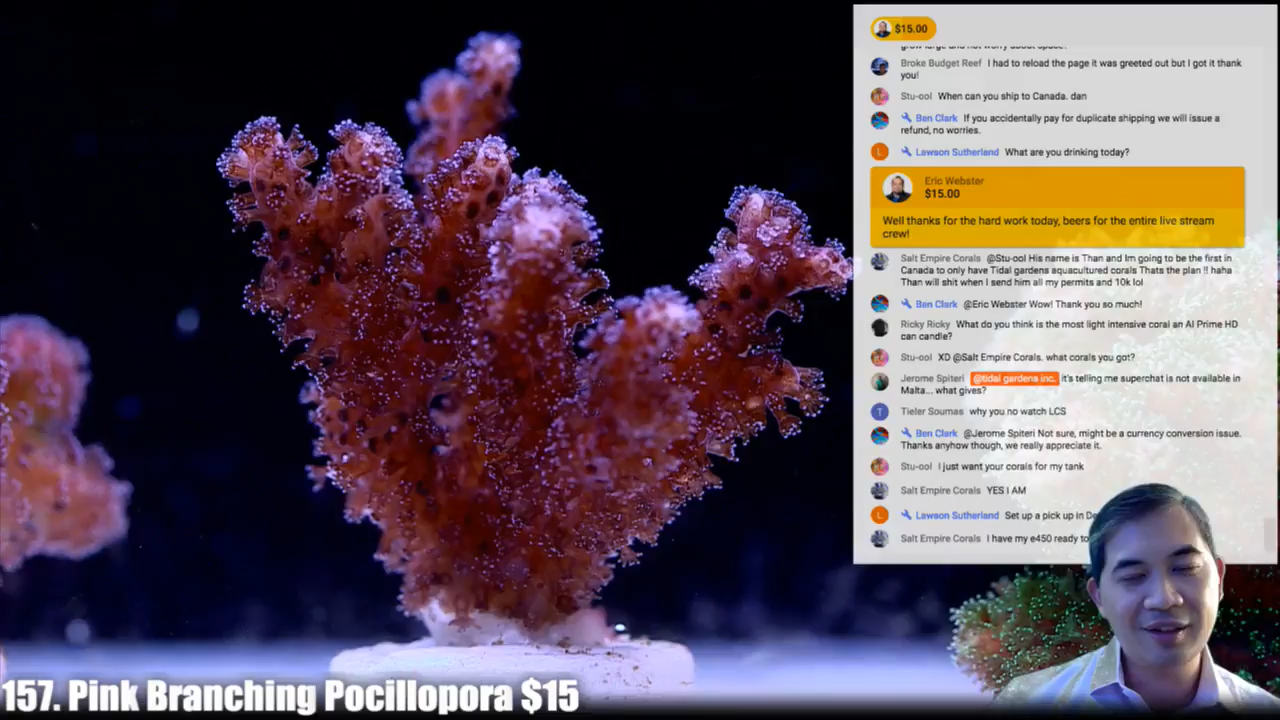 $15.00
grow large and not worry about space?
Broke Budget Reef I had to reload the page it was greeted out but I got it thank
you!
Stu-ool When can you ship to Canada. dan
Ben Clark If you accidentally pay for duplicate shipping we will issue a
refund, no worries.
L Lawson Sutherland What are you drinking today?
Eric Webster
$15.00
Well thanks for the hard work today, beers for the entire live stream
crew!
Salt Empire Corals @Stu-ool His name is Than and Im going to be the first in
Canada to only have Tidal gardens aquacultured corals Thats the plan !! haha
Than will shit when I send him all my permits and 10k lol
Ben Clark @Eric Webster Wow! Thank you so much!
Ricky Ricky What do you think is the most light intensive coral an AI Prime HD
can candle?
Stu-ool XD @Salt Empire Corals. what corals you got?
Jerome Spiteri @tidal gardens inc. it's telling me superchat is not available in
Malta... what gives?
T Tieler Soumas why you no watch LCS
Ben Clark @Jerome Spiteri Not sure, might be a currency conversion issue.
Thanks anyhow though, we really appreciate it.
Stu-ool I just want your corals for my tank
Salt Empire Corals YES I AM
L Lawson Sutherland Set up a pick up in De
Salt Empire Corals I have my e450 ready to
157. Pink Branching Pocillopora $15